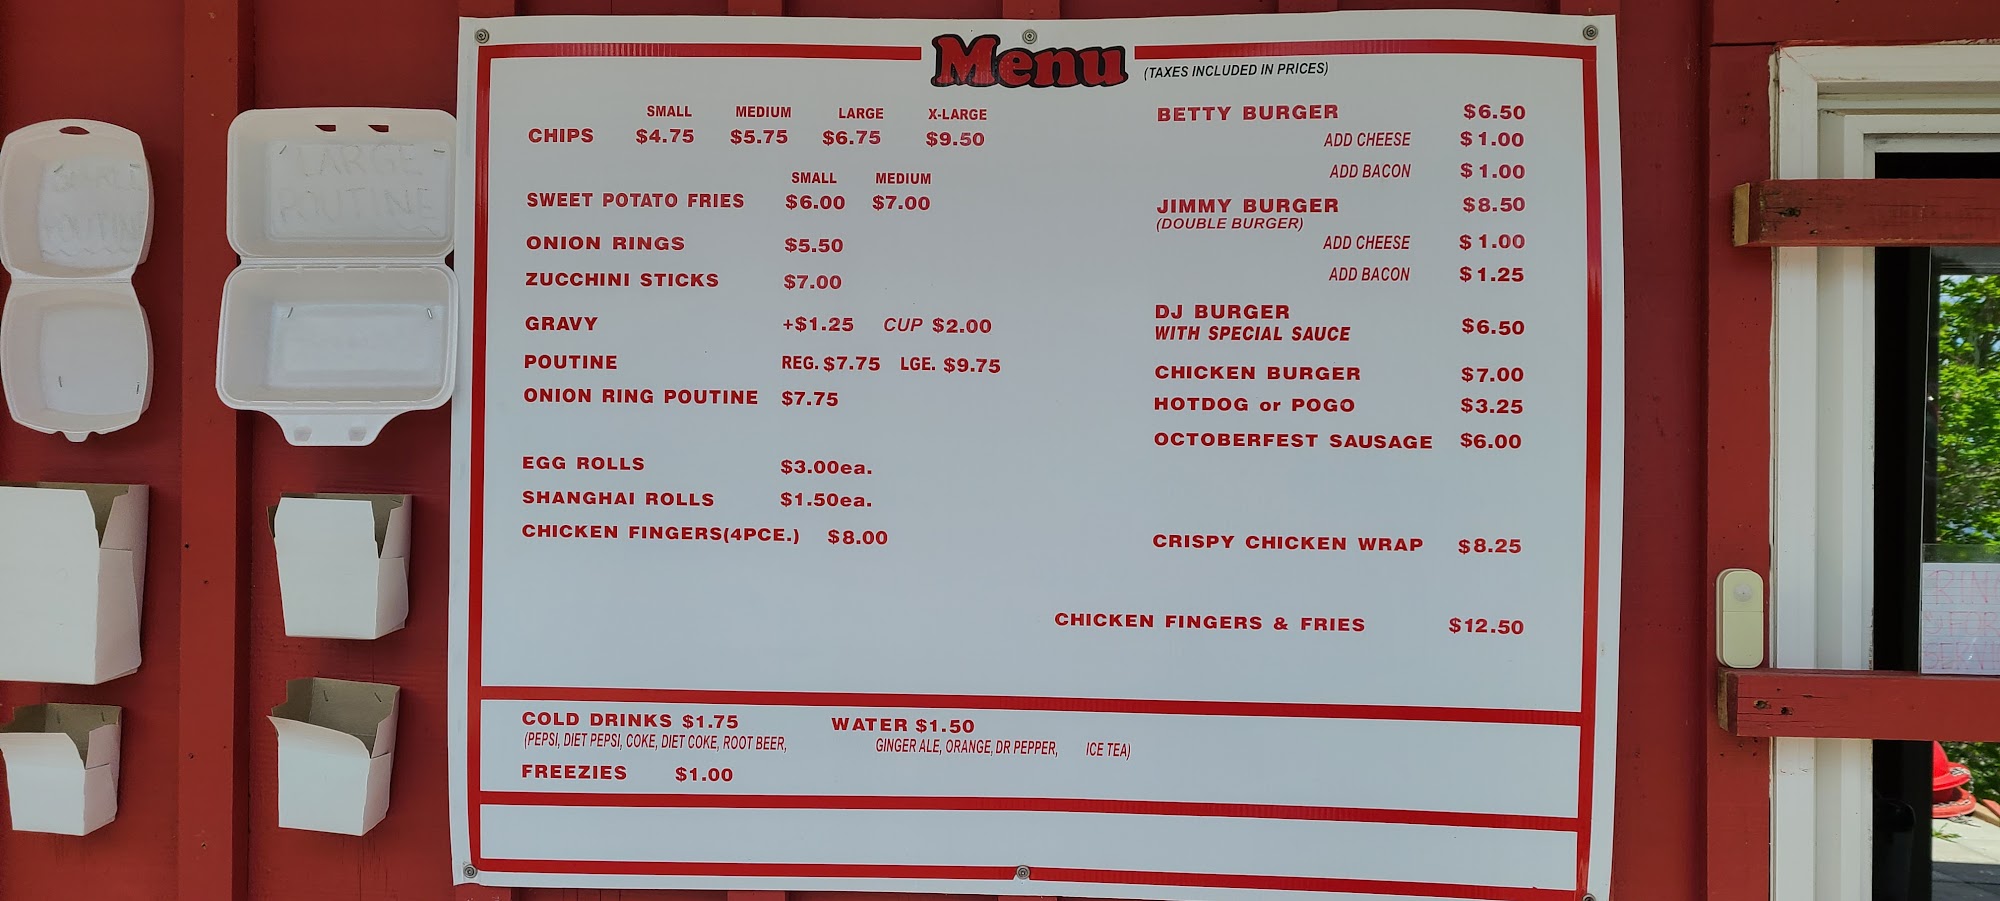 Menu (TAXES INCLUDED IN PRICES)
SMALL MEDIUM LARGE X-LARGE
CHIPS $4.75 $5.75 $6.75 $9.50
SMALL MEDIUM
SWEET POTATO FRIES $6.00 $7.00
ONION RINGS $5.50
ZUCCHINI STICKS $7.00
GRAVY +$1.25 CUP $2.00
POUTINE REG. $7.75 LGE. $9.75
ONION RING POUTINE $7.75
EGG ROLLS $3.00ea.
SHANGHAI ROLLS $1.50ea.
CHICKEN FINGERS(4PCE.) $8.00
BETTY BURGER $6.50
ADD CHEESE $1.00
ADD BACON $1.00
JIMMY BURGER $8.50
(DOUBLE BURGER)
ADD CHEESE $1.00
ADD BACON $1.25
DJ BURGER
WITH SPECIAL SAUCE $6.50
CHICKEN BURGER $7.00
HOTDOG or POGO $3.25
OCTOBERFEST SAUSAGE $6.00
CRISPY CHICKEN WRAP $8.25
CHICKEN FINGERS & FRIES $12.50
COLD DRINKS $1.75 WATER $1.50
(PEPSI, DIET PEPSI, COKE, DIET COKE, ROOT BEER, GINGER ALE, ORANGE, DR PEPPER, ICE TEA)
FREEZIES $1.00
LARGE
POUTINE
POUTINE